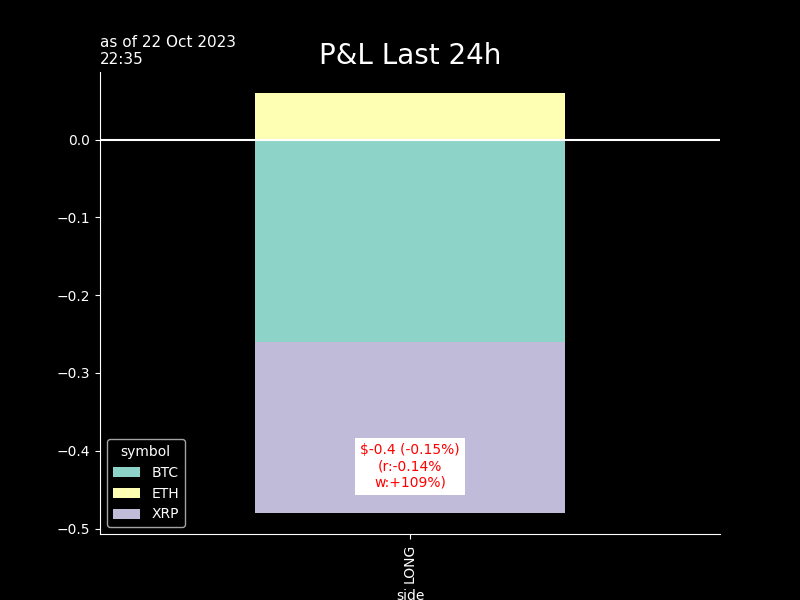 as of 22 Oct 2023
22:35
P&L Last 24h
0.0
−0.1
−0.2
−0.3
−0.4
−0.5
symbol
BTC
ETH
XRP
$-0.4 (-0.15%)
(r:-0.14%
w:+109%)
LONG
side